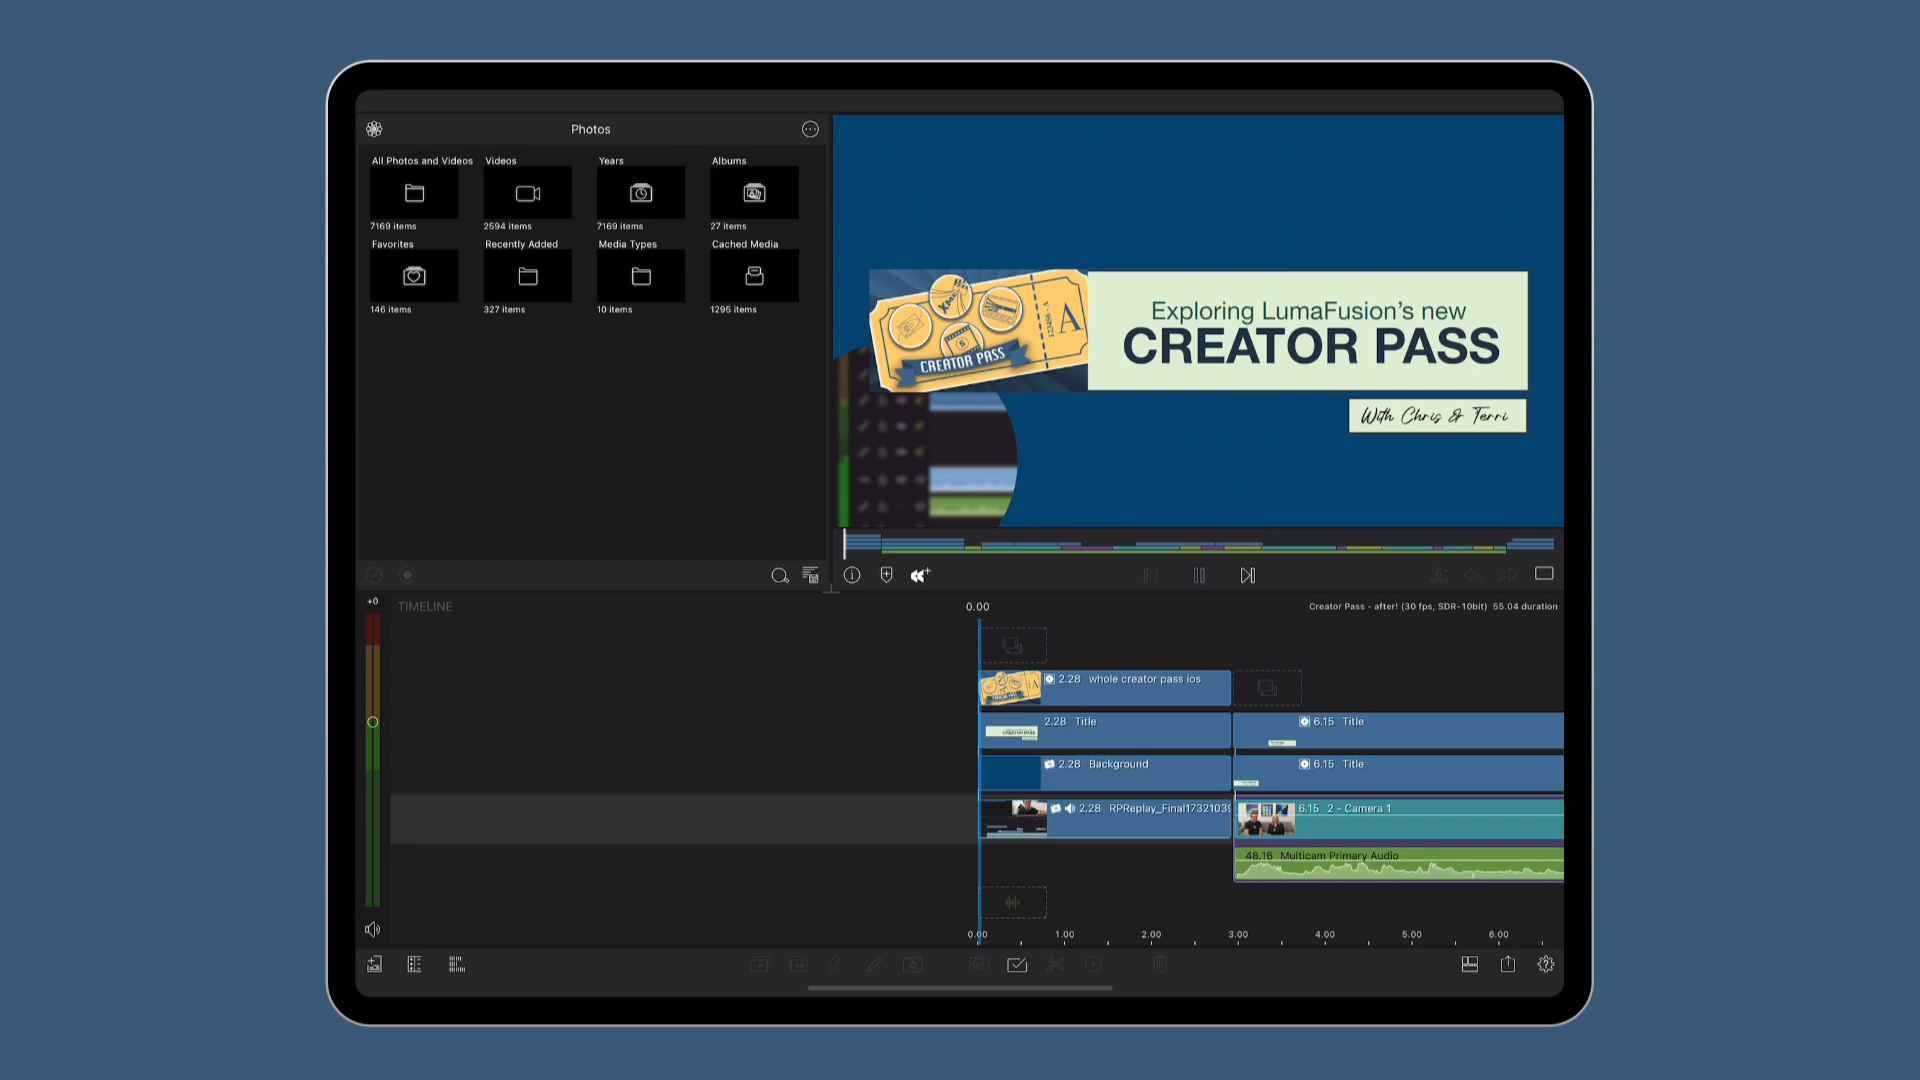 Photos
All Photos and Videos
Videos
Years
Albums
7169 items
2594 items
7169 items
27 items
Favorites
Recently Added
Media Types
Cached Media
146 items
327 items
10 items
1295 items
CREATOR PASS
123456 - A
A
Exploring LumaFusion's new
CREATOR PASS
With Chris & Terri
+0
TIMELINE
0.00
Creator Pass - after! (30 fps, SDR-10bit) 55.04 duration
2.28 whole creator pass ios
2.28 Title
6.15 Title
2.28 Background
6.15 Title
2.28 RPReplay_Final17321039
6.15 2 - Camera 1
48.16 Multicam Primary Audio
0.00 1.00 2.00 3.00 4.00 5.00 6.00